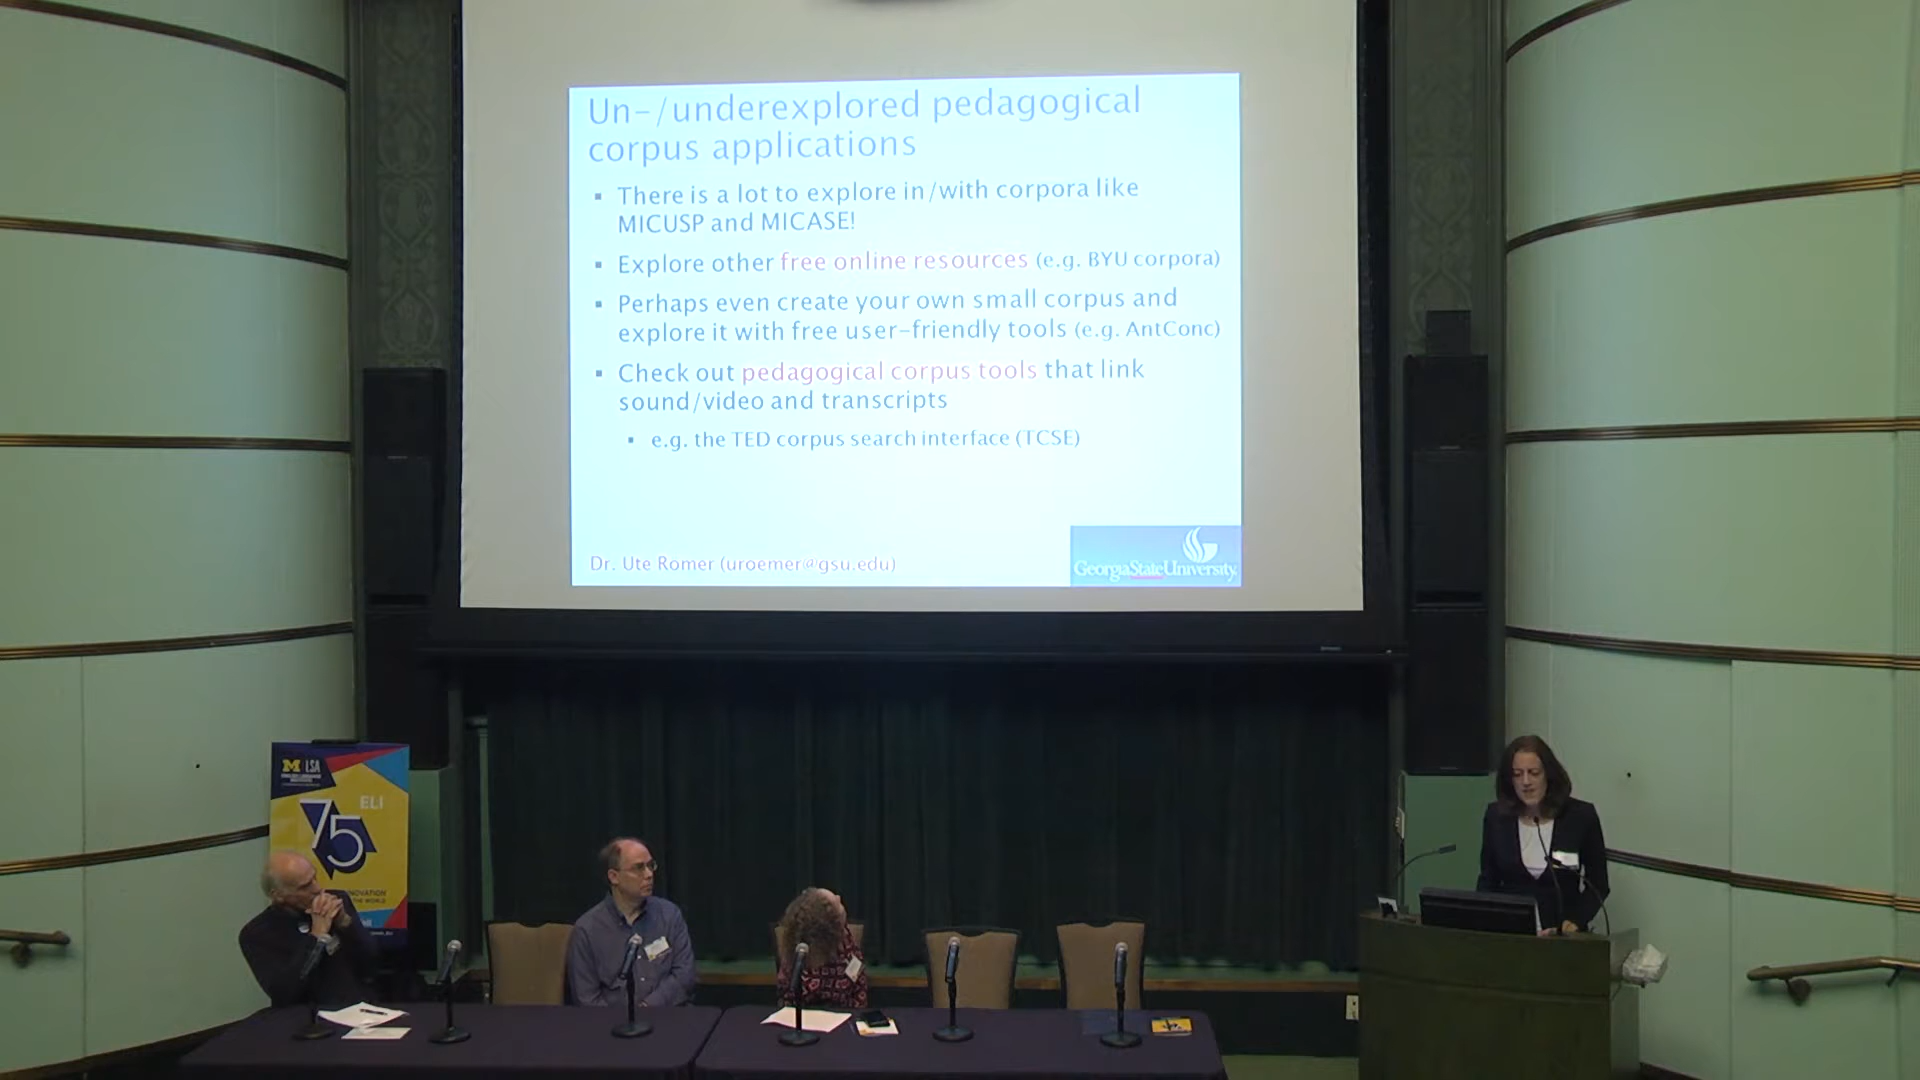 Un-/underexplored pedagogical
corpus applications
▪ There is a lot to explore in/with corpora like
MICUSP and MICASE!
▪ Explore other free online resources (e.g. BYU corpora)
▪ Perhaps even create your own small corpus and
explore it with free user-friendly tools (e.g. AntConc)
▪ Check out pedagogical corpus tools that link
sound/video and transcripts
▪ e.g. the TED corpus search interface (TCSE)
Dr. Ute Römer (uroemer@gsu.edu)
GeorgiaStateUniversity
M LSA
ENGLISH LANGUAGE
ELI
75